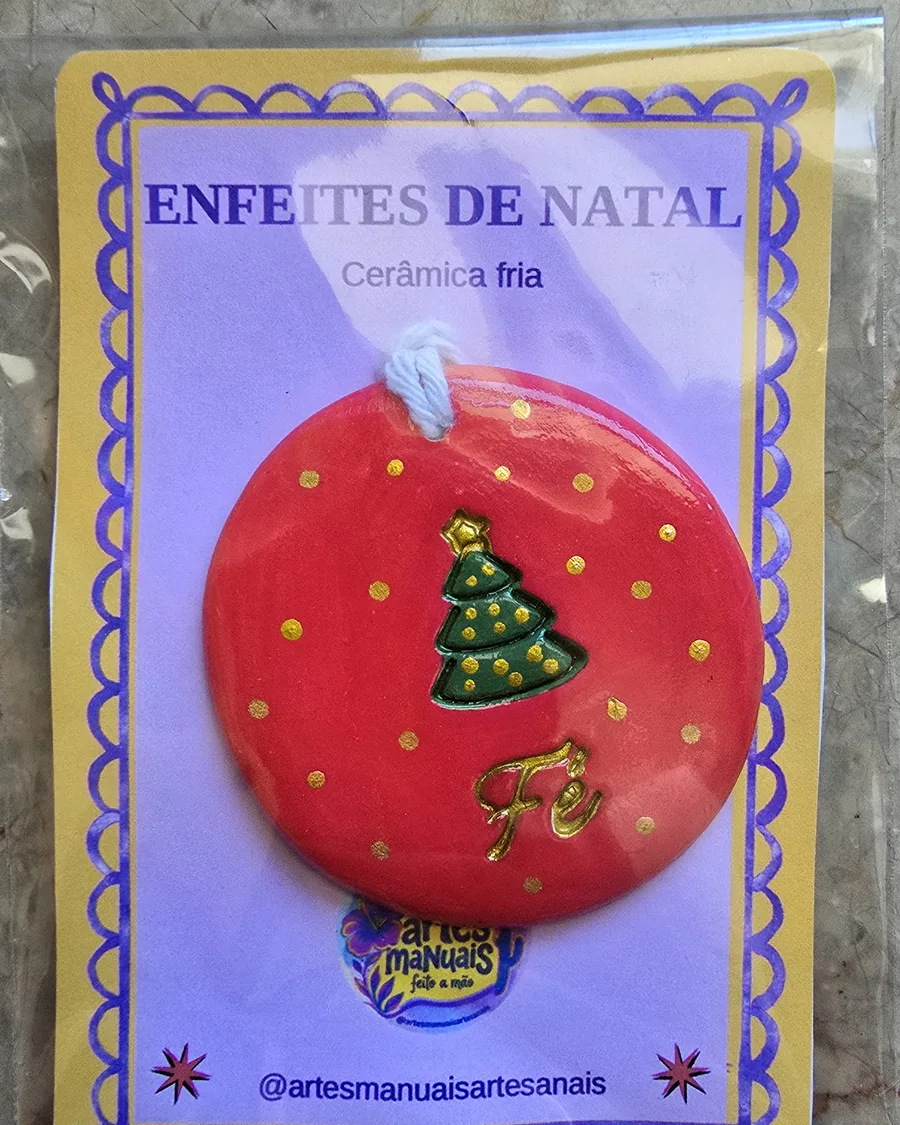 ENFEITES DE NATAL
Cerâmica fria
Fé
artes
maNuais
feito a mão
@artesmanuaisartesanais